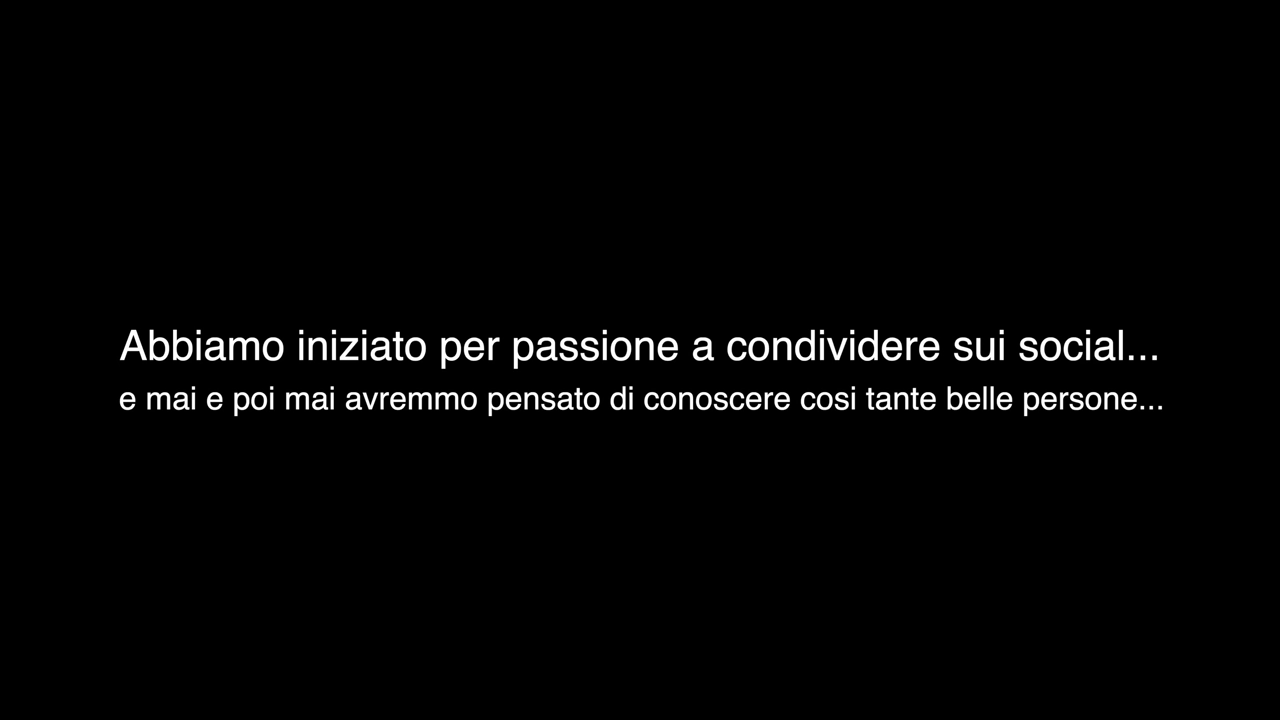 Abbiamo iniziato per passione a condividere sui social...
e mai e poi mai avremmo pensato di conoscere cosi tante belle persone...